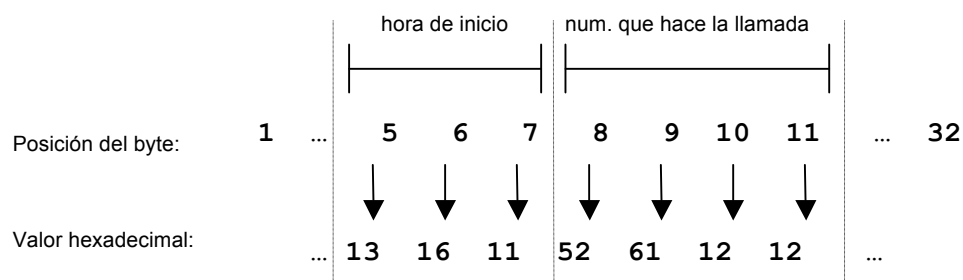 hora de inicio num. que hace la llamada
Posición del byte: 1 ... 5 6 7 8 9 10 11 ... 32
Valor hexadecimal: ... 13 16 11 52 61 12 12 ...